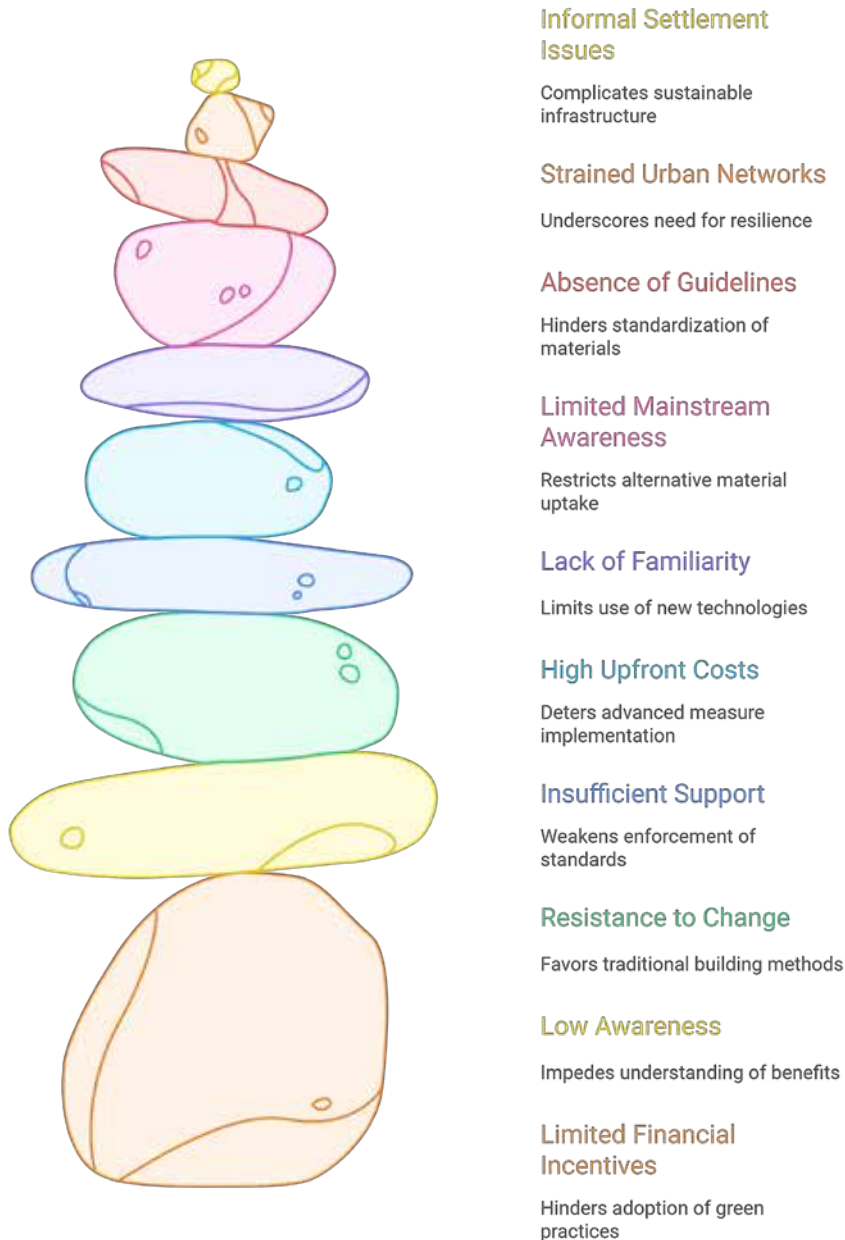 Informal Settlement
Issues
Complicates sustainable
infrastructure
Strained Urban Networks
Underscores need for resilience
Absence of Guidelines
Hinders standardization of
materials
Limited Mainstream
Awareness
Restricts alternative material
uptake
Lack of Familiarity
Limits use of new technologies
High Upfront Costs
Deters advanced measure
implementation
Insufficient Support
Weakens enforcement of
standards
Resistance to Change
Favors traditional building methods
Low Awareness
Impedes understanding of benefits
Limited Financial
Incentives
Hinders adoption of green
practices